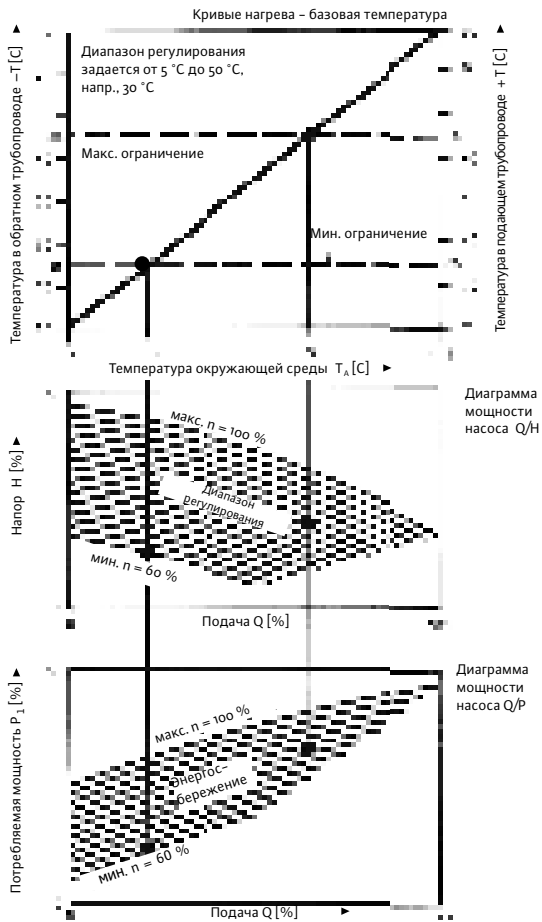 Кривые нагрева – базовая температура
Температура в обратном трубопроводе –T [C]
Диапазон регулирования
задается от 5 °C до 50 °C,
напр., 30 °C
Макс. ограничение
Мин. ограничение
Температура в подающем трубопроводе + T [C]
Температура окружающей среды T_A [C]
Диаграмма
мощности
насоса Q/H
Напор H [%]
макс. n = 100 %
Диапазон
регулирования
мин. n = 60 %
Подача Q [%]
Диаграмма
мощности
насоса Q/P
Потребляемая мощность P_1 [%]
макс. n = 100 %
Энергос–
бережение
мин. n = 60 %
Подача Q [%]